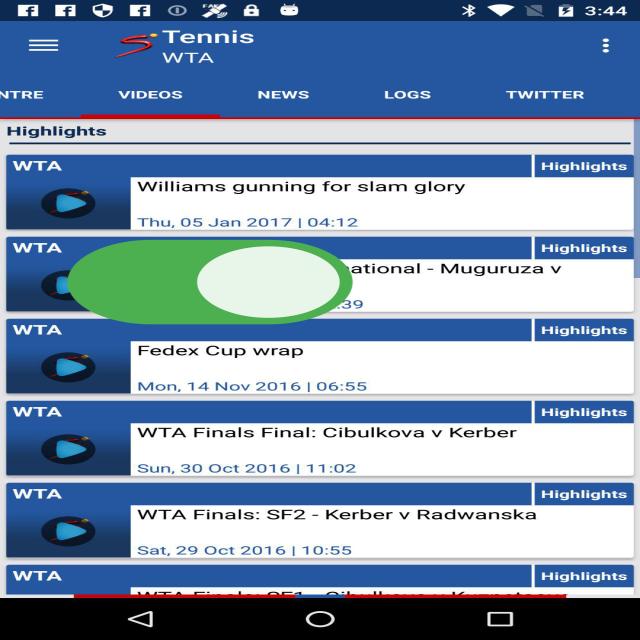 3:44
Tennis
WTA
NTRE VIDEOS NEWS LOGS TWITTER
Highlights
WTA Highlights
Williams gunning for slam glory
Thu, 05 Jan 2017 | 04:12
WTA Highlights
ational - Muguruza v
:39
WTA Highlights
Fedex Cup wrap
Mon, 14 Nov 2016 | 06:55
WTA Highlights
WTA Finals Final: Cibulkova v Kerber
Sun, 30 Oct 2016 | 11:02
WTA Highlights
WTA Finals: SF2 - Kerber v Radwanska
Sat, 29 Oct 2016 | 10:55
WTA Highlights